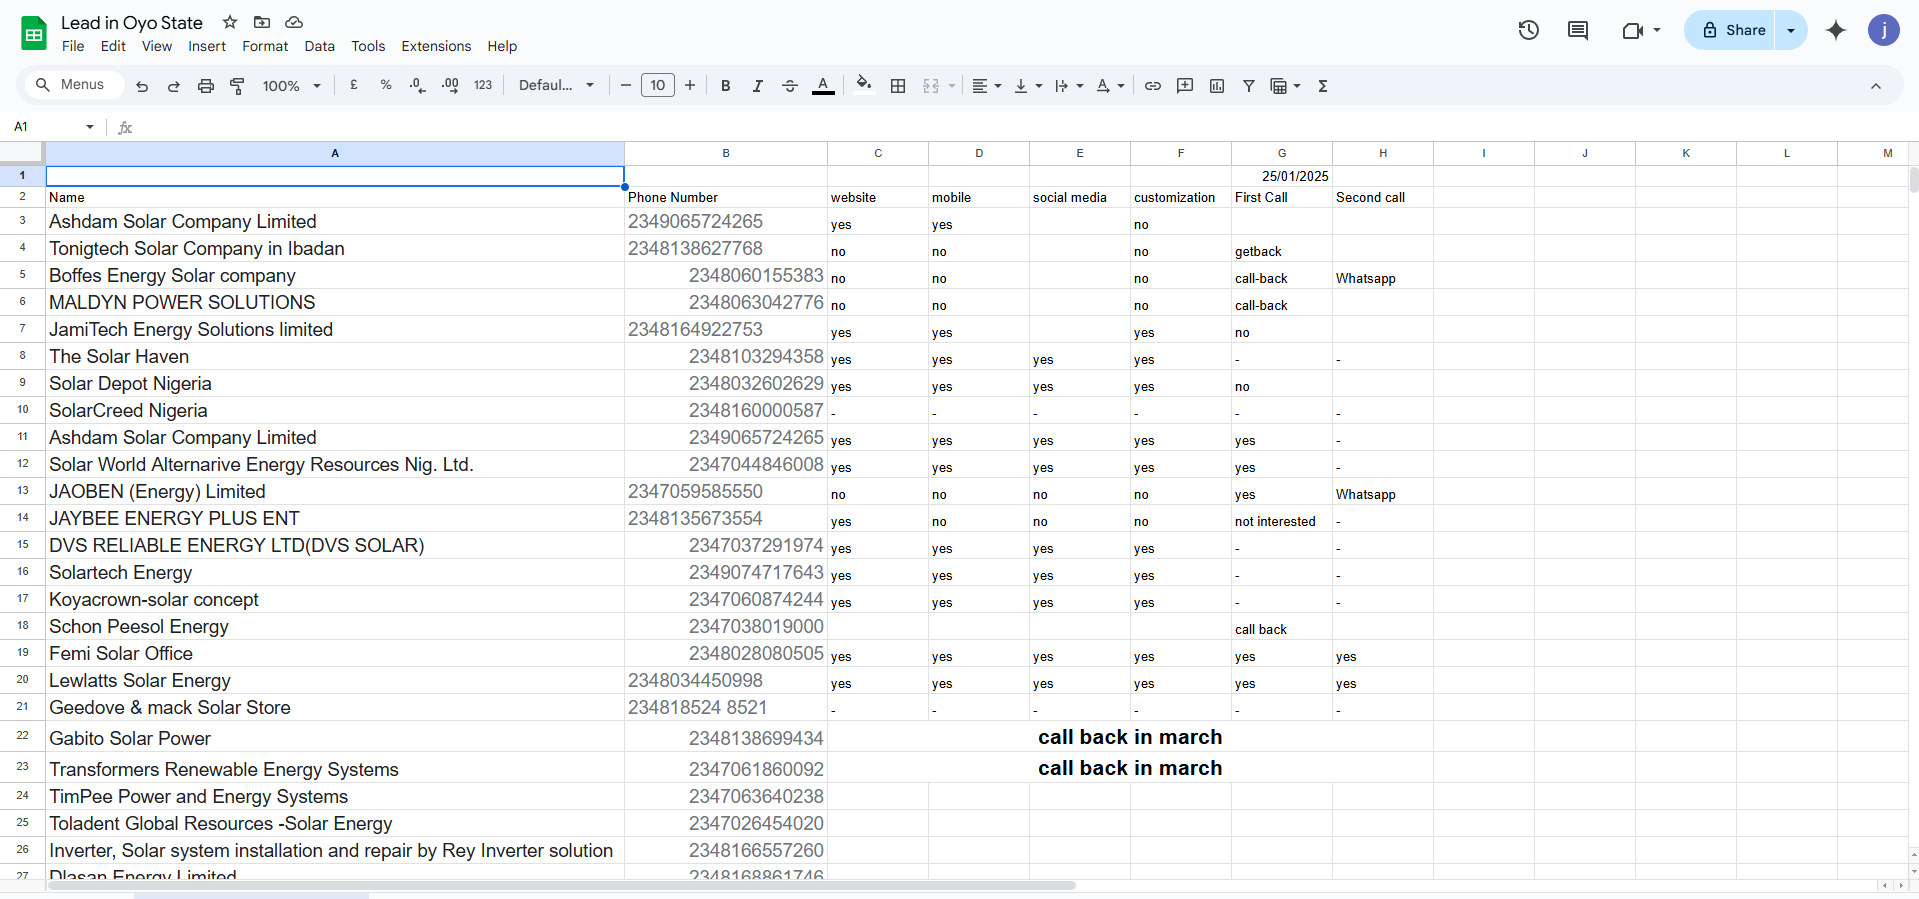 Lead in Oyo State
File Edit View Insert Format Data Tools Extensions Help
Share
j
Menus 100% £ % .0 .00 123 Defaul... 10 B I A
A1 fx
A B C D E F G H I J K L M
1 25/01/2025
2 Name Phone Number website mobile social media customization First Call Second call
3 Ashdam Solar Company Limited 2349065724265 yes yes no
4 Tonigtech Solar Company in Ibadan 2348138627768 no no no getback
5 Boffes Energy Solar company 2348060155383 no no no call-back Whatsapp
6 MALDYN POWER SOLUTIONS 2348063042776 no no no call-back
7 JamiTech Energy Solutions limited 2348164922753 yes yes yes no
8 The Solar Haven 2348103294358 yes yes yes yes - -
9 Solar Depot Nigeria 2348032602629 yes yes yes yes no
10 SolarCreed Nigeria 2348160000587 - - - - - -
11 Ashdam Solar Company Limited 2349065724265 yes yes yes yes yes -
12 Solar World Alternarive Energy Resources Nig. Ltd. 2347044846008 yes yes yes yes yes -
13 JAOBEN (Energy) Limited 2347059585550 no no no no yes Whatsapp
14 JAYBEE ENERGY PLUS ENT 2348135673554 yes no no no not interested -
15 DVS RELIABLE ENERGY LTD(DVS SOLAR) 2347037291974 yes yes yes yes - -
16 Solartech Energy 2349074717643 yes yes yes yes - -
17 Koyacrown-solar concept 2347060874244 yes yes yes yes - -
18 Schon Peesol Energy 2347038019000 call back
19 Femi Solar Office 2348028080505 yes yes yes yes yes yes
20 Lewlatts Solar Energy 2348034450998 yes yes yes yes yes yes
21 Geedove & mack Solar Store 234818524 8521 - - - - - -
22 Gabito Solar Power 2348138699434 call back in march
23 Transformers Renewable Energy Systems 2347061860092 call back in march
24 TimPee Power and Energy Systems 2347063640238
25 Toladent Global Resources -Solar Energy 2347026454020
26 Inverter, Solar system installation and repair by Rey Inverter solution 2348166557260
27 Dlasan Energy Limited 2348168861746